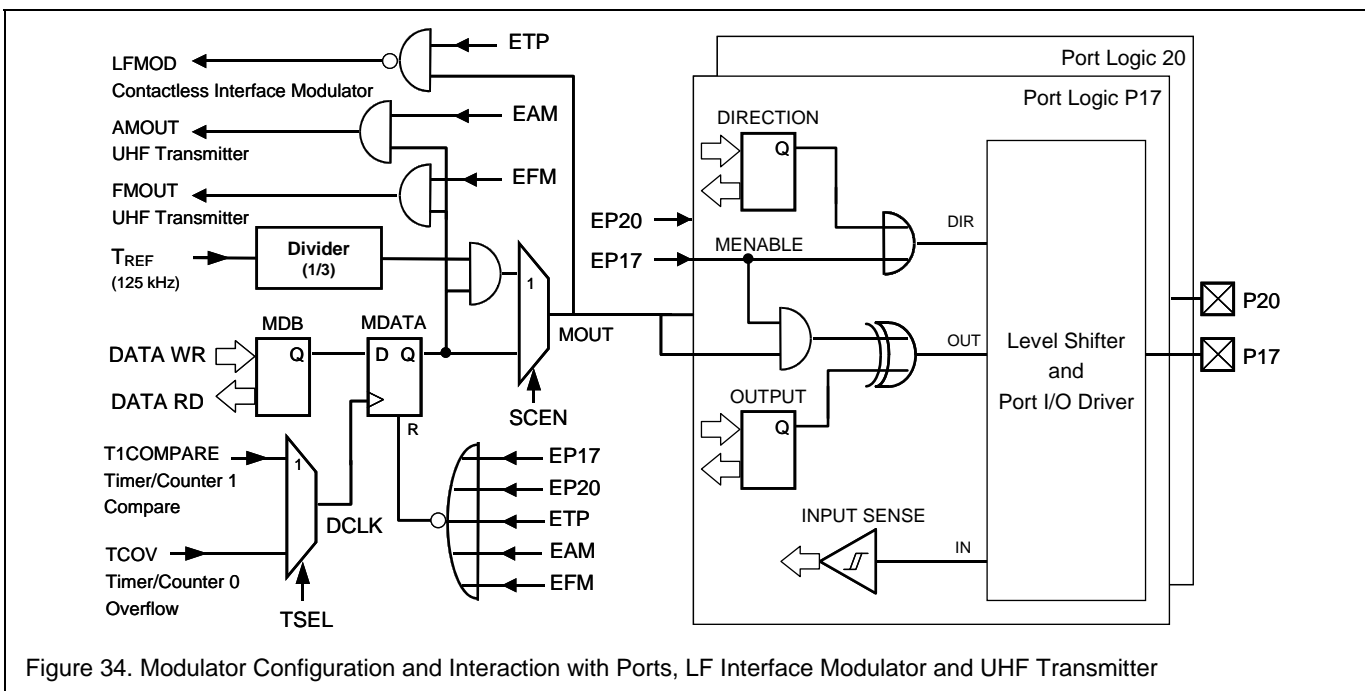 ETP
LFMOD
Contactless Interface Modulator
EAM
AMOUT
UHF Transmitter
EFM
FMOUT
UHF Transmitter
TREF
(125 kHz)
Divider
(1/3)
1
MOUT
SCEN
MDB
Q
MDATA
D Q
R
DATA WR
DATA RD
T1COMPARE
Timer/Counter 1
Compare
1
DCLK
TCOV
Timer/Counter 0
Overflow
TSEL
EP17
EP20
ETP
EAM
EFM
Port Logic 20
Port Logic P17
DIRECTION
Q
EP20
EP17
MENABLE
DIR
OUT
OUTPUT
Q
INPUT SENSE
IN
Level Shifter
and
Port I/O Driver
P20
P17
Figure 34. Modulator Configuration and Interaction with Ports, LF Interface Modulator and UHF Transmitter